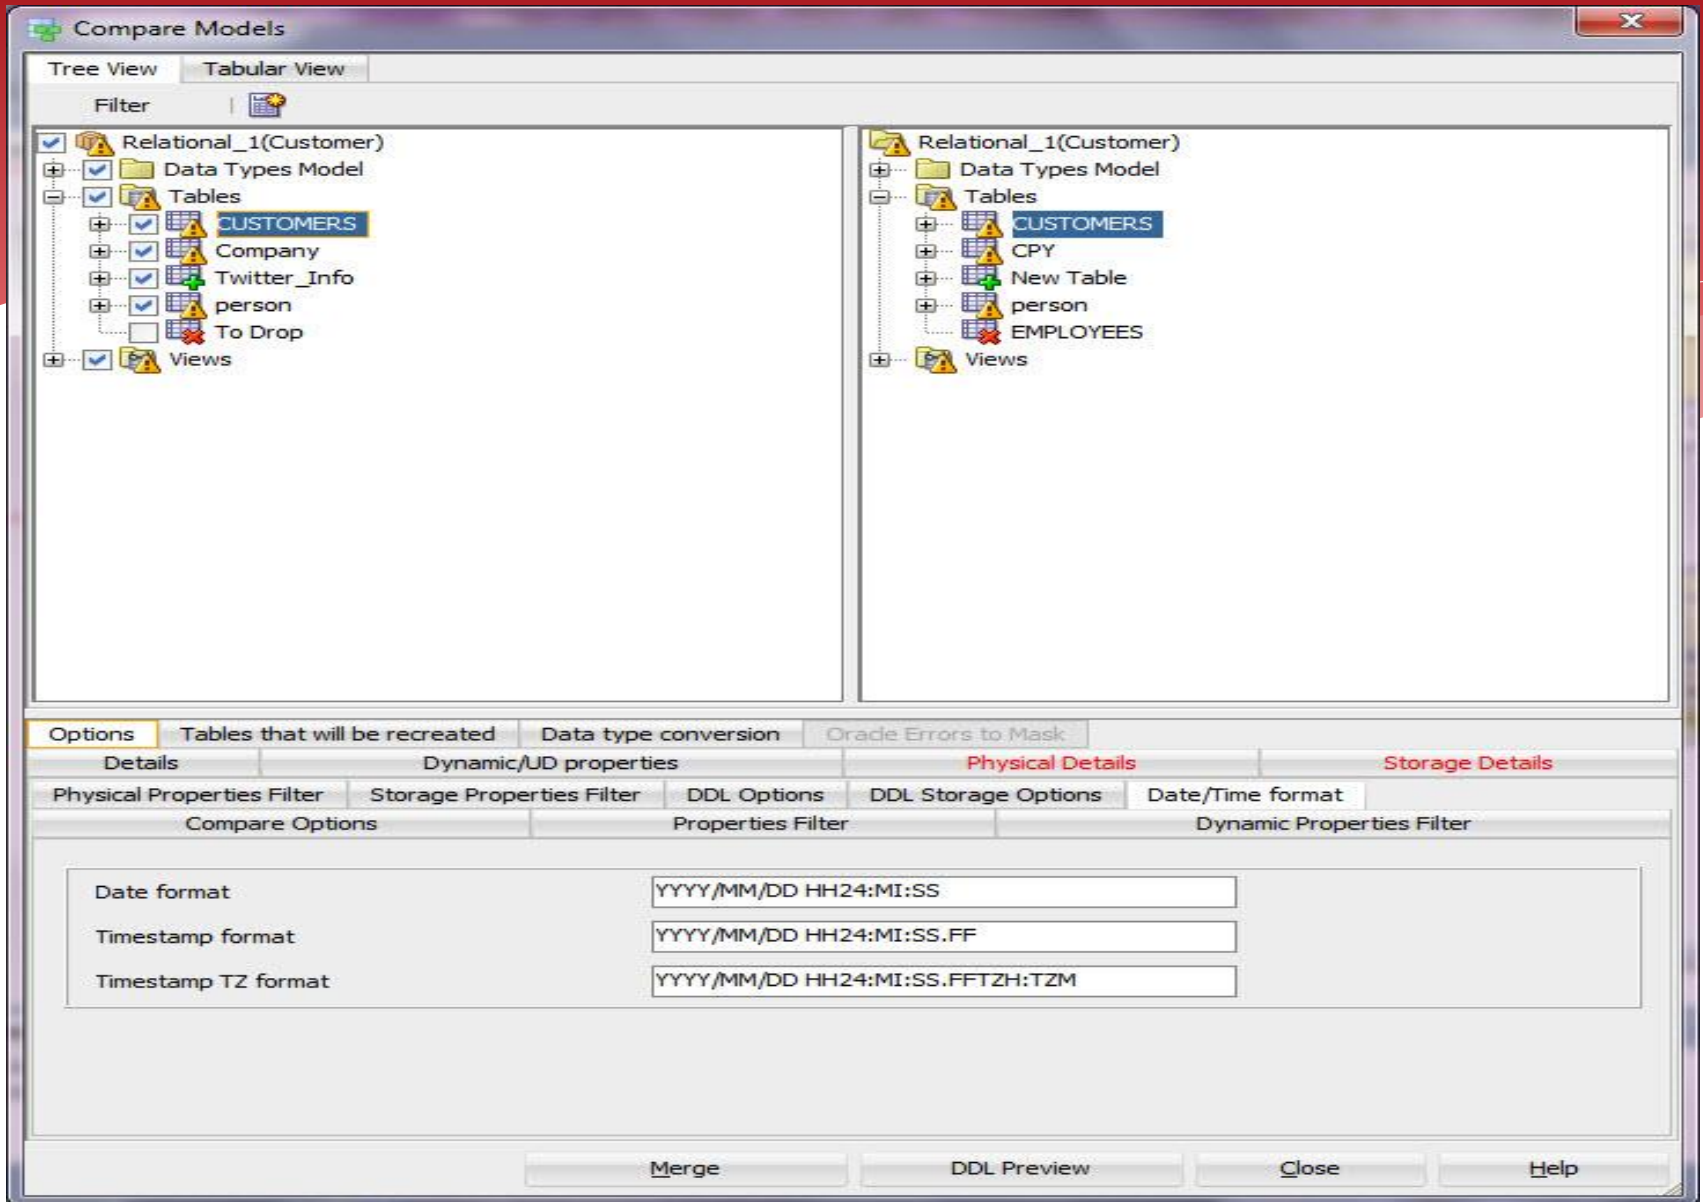 Compare Models
Tree View Tabular View
Filter
Relational_1(Customer)
Data Types Model
Tables
CUSTOMERS
Company
Twitter_Info
person
To Drop
Views
Relational_1(Customer)
Data Types Model
Tables
CUSTOMERS
CPY
New Table
person
EMPLOYEES
Views
Options Tables that will be recreated Data type conversion Oracle Errors to Mask
Details Dynamic/UD properties Physical Details Storage Details
Physical Properties Filter Storage Properties Filter DDL Options DDL Storage Options Date/Time format
Compare Options Properties Filter Dynamic Properties Filter
Date format YYYY/MM/DD HH24:MI:SS
Timestamp format YYYY/MM/DD HH24:MI:SS.FF
Timestamp TZ format YYYY/MM/DD HH24:MI:SS.FFTZH:TZM
Merge DDL Preview Close Help